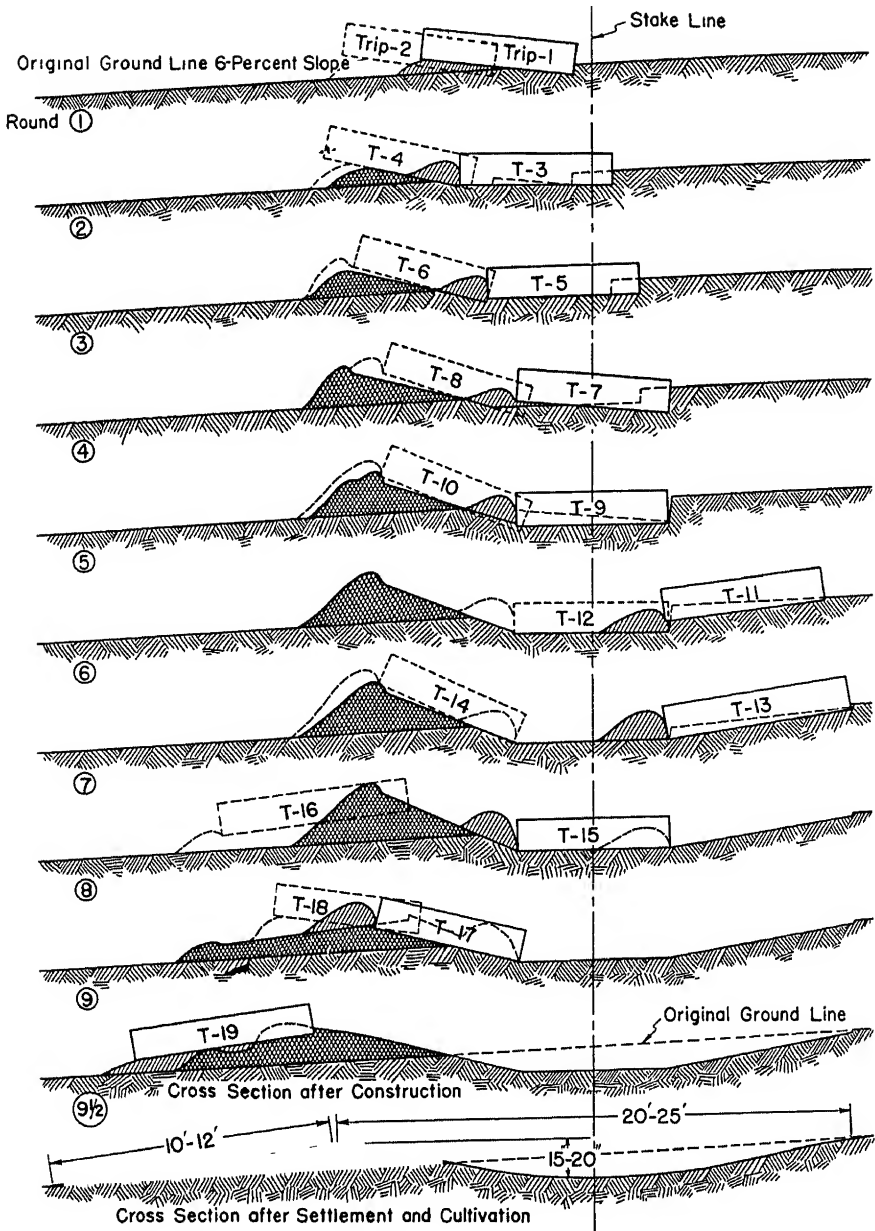 Stake Line
Trip-2
Trip-1
Original Ground Line 6-Percent Slope
Round ①
T-4
T-3
②
T-6
T-5
③
T-8
T-7
④
T-10
T-9
⑤
T-12
T-11
⑥
T-14
T-13
⑦
T-16
T-15
⑧
T-18
T-17
⑨
Original Ground Line
T-19
Cross Section after Construction
9½
10'-12'
20'-25'
15-20"
Cross Section after Settlement and Cultivation